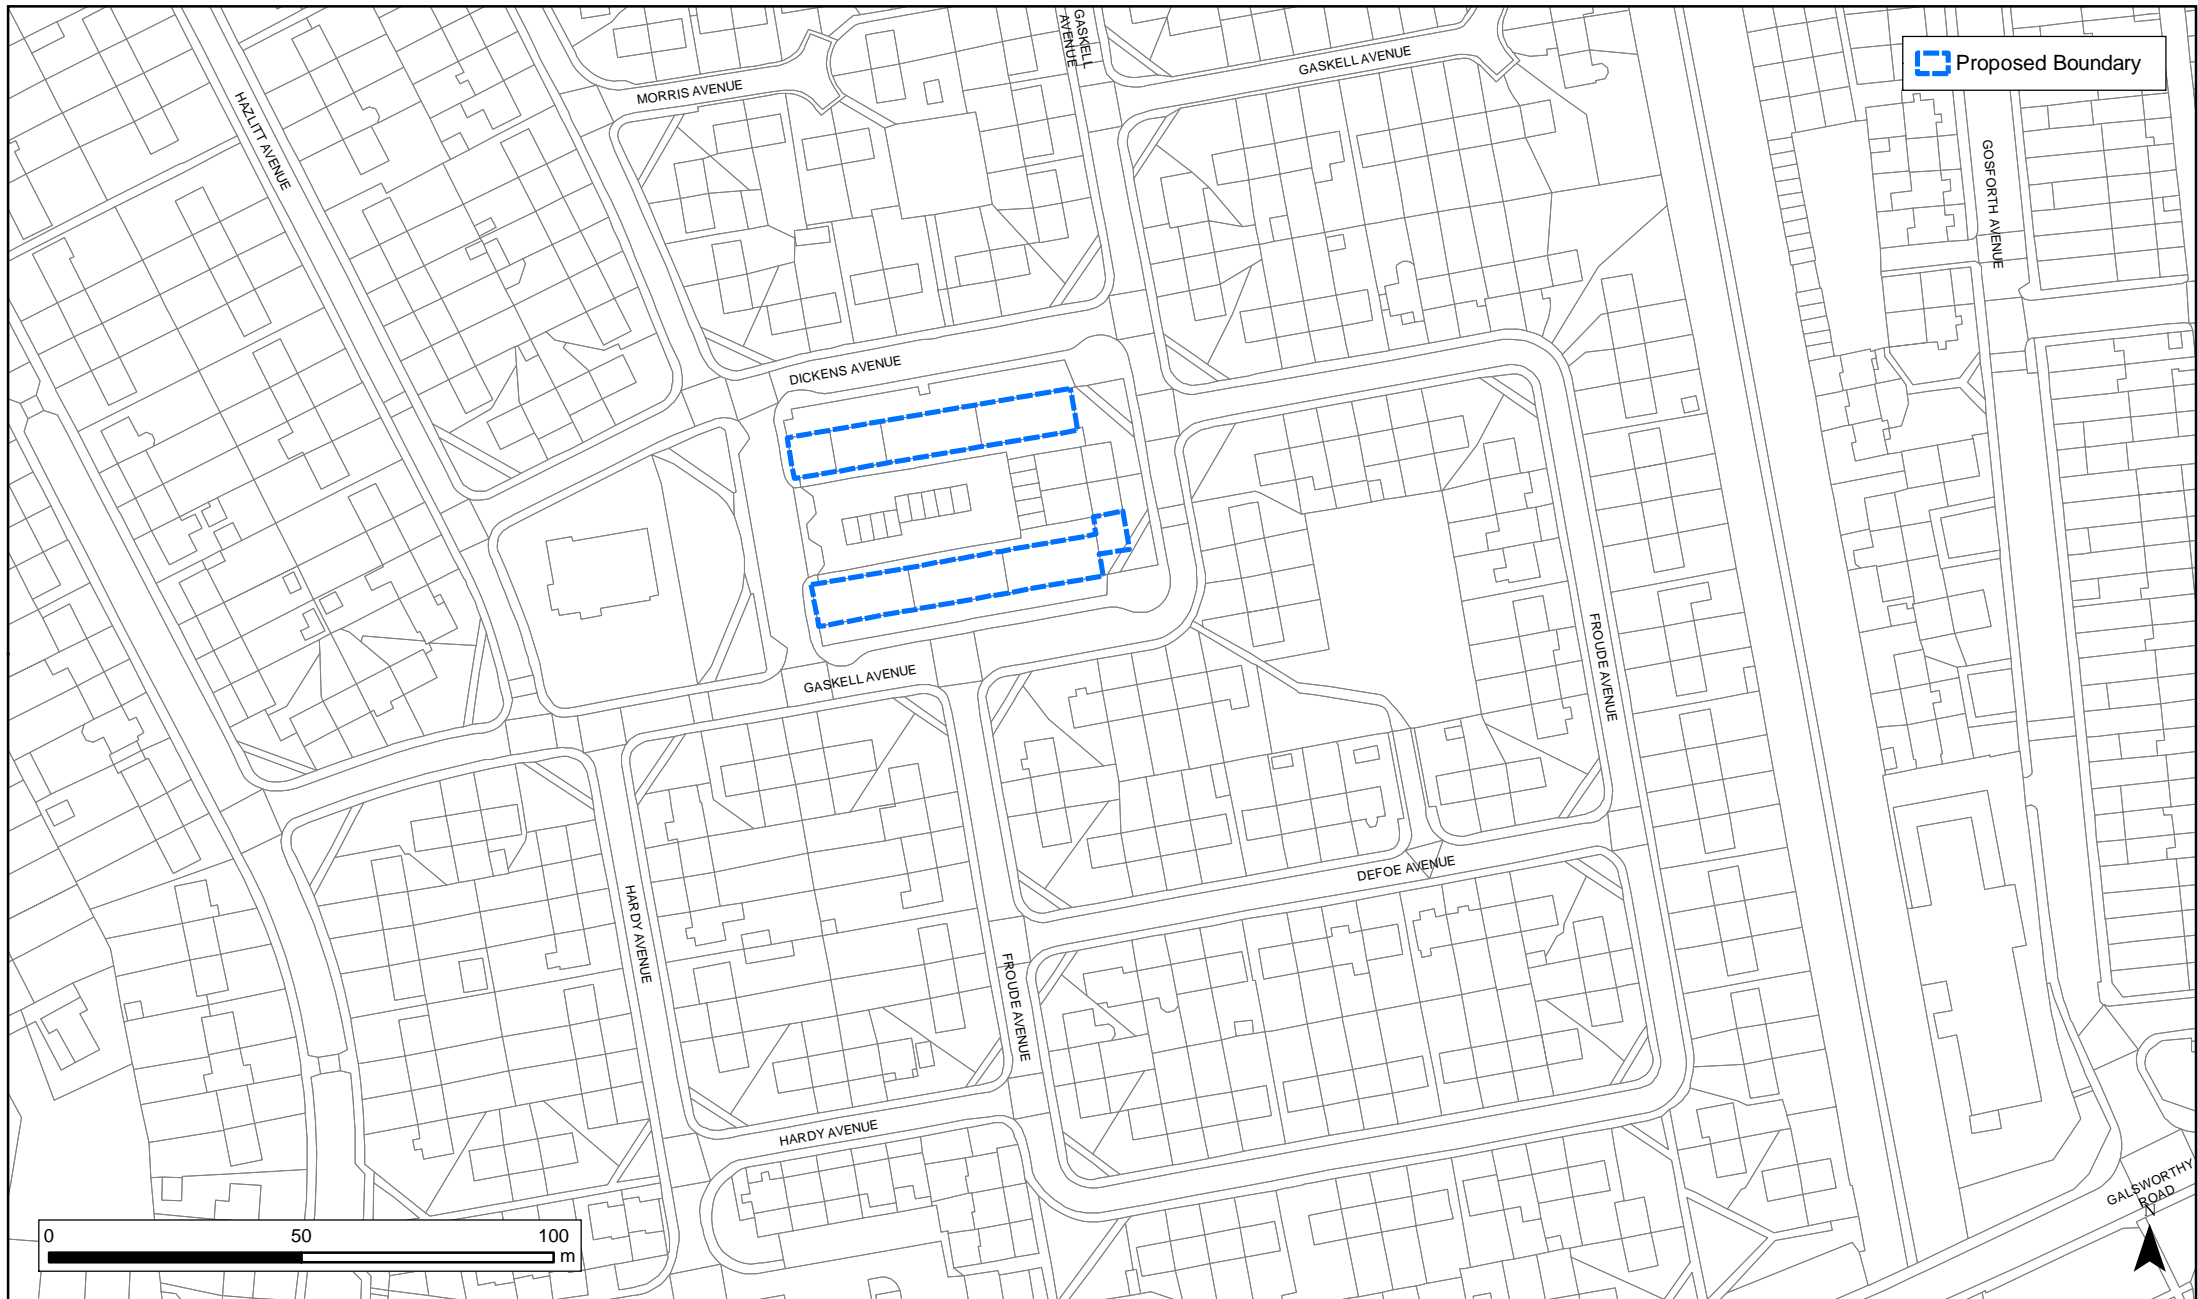 GASKELL
AVENUE
GASKELL AVENUE
Proposed Boundary
MORRIS AVENUE
HAZLITT AVENUE
GOSFORTH AVENUE
DICKENS AVENUE
FROUDE AVENUE
GASKELL AVENUE
DEFOE AVENUE
HARDY AVENUE
FROUDE AVENUE
HARDY AVENUE
GALSWORTHY
ROAD
N
0 50 100
m